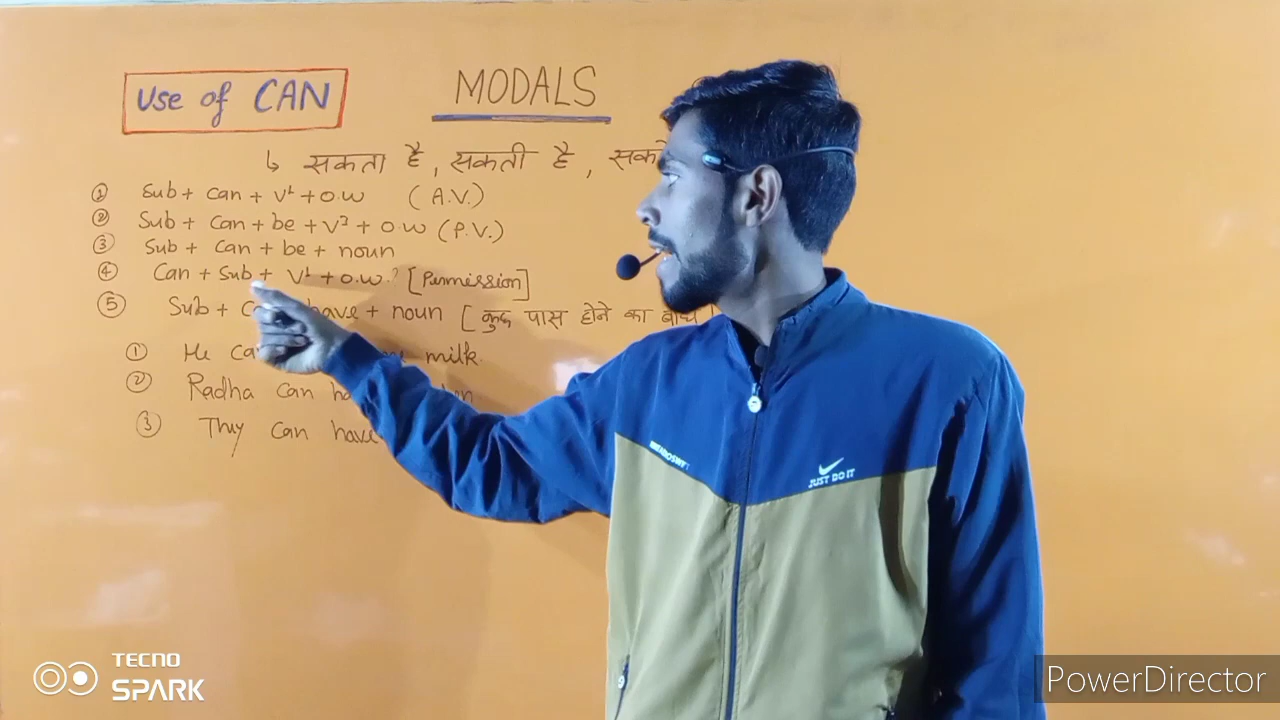 Use of CAN
MODALS
↳ सकता है, सकती है,
① Sub + Can + V¹ + O.W (A.V.)
② Sub + Can + be + V³ + O.W (P.V.)
③ Sub + Can + be + noun
④ Can + Sub + V¹ + O.W.? [Permission]
⑤ Sub + have + noun [कुछ पास होने का बोध
① He milk.
② Radha can
③ They can have
JUST DO IT
TECNO
SPARK
PowerDirector